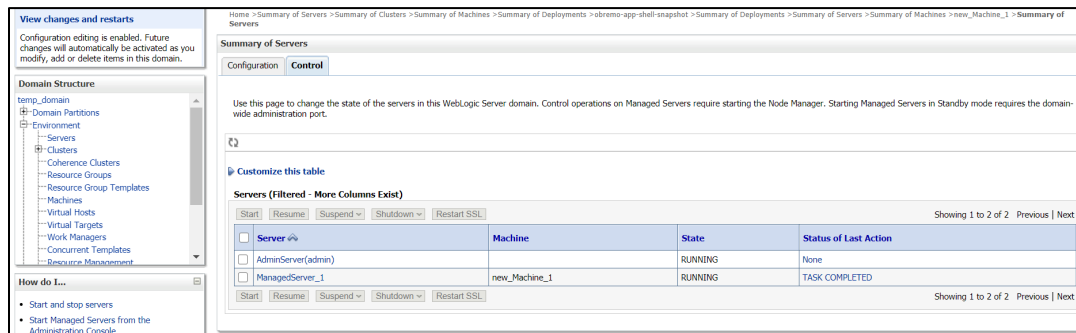 View changes and restarts
Configuration editing is enabled. Future
changes will automatically be activated as you
modify, add or delete items in this domain.
Domain Structure
temp_domain
Domain Partitions
Environment
Servers
Clusters
Coherence Clusters
Resource Groups
Resource Group Templates
Machines
Virtual Hosts
Virtual Targets
Work Managers
Concurrent Templates
Resource Management
How do I...
Start and stop servers
Start Managed Servers from the
Administration Console
Home >Summary of Servers >Summary of Clusters >Summary of Machines >Summary of Deployments >obremo-app-shell-snapshot >Summary of Deployments >Summary of Servers >Summary of Machines >new_Machine_1 >Summary of
Servers
Summary of Servers
Configuration Control
Use this page to change the state of the servers in this WebLogic Server domain. Control operations on Managed Servers require starting the Node Manager. Starting Managed Servers in Standby mode requires the domain-
wide administration port.
Customize this table
Servers (Filtered - More Columns Exist)
Start Resume Suspend Shutdown Restart SSL Showing 1 to 2 of 2 Previous | Next
Server Machine State Status of Last Action
AdminServer(admin) RUNNING None
ManagedServer_1 new_Machine_1 RUNNING TASK COMPLETED
Start Resume Suspend Shutdown Restart SSL Showing 1 to 2 of 2 Previous | Next